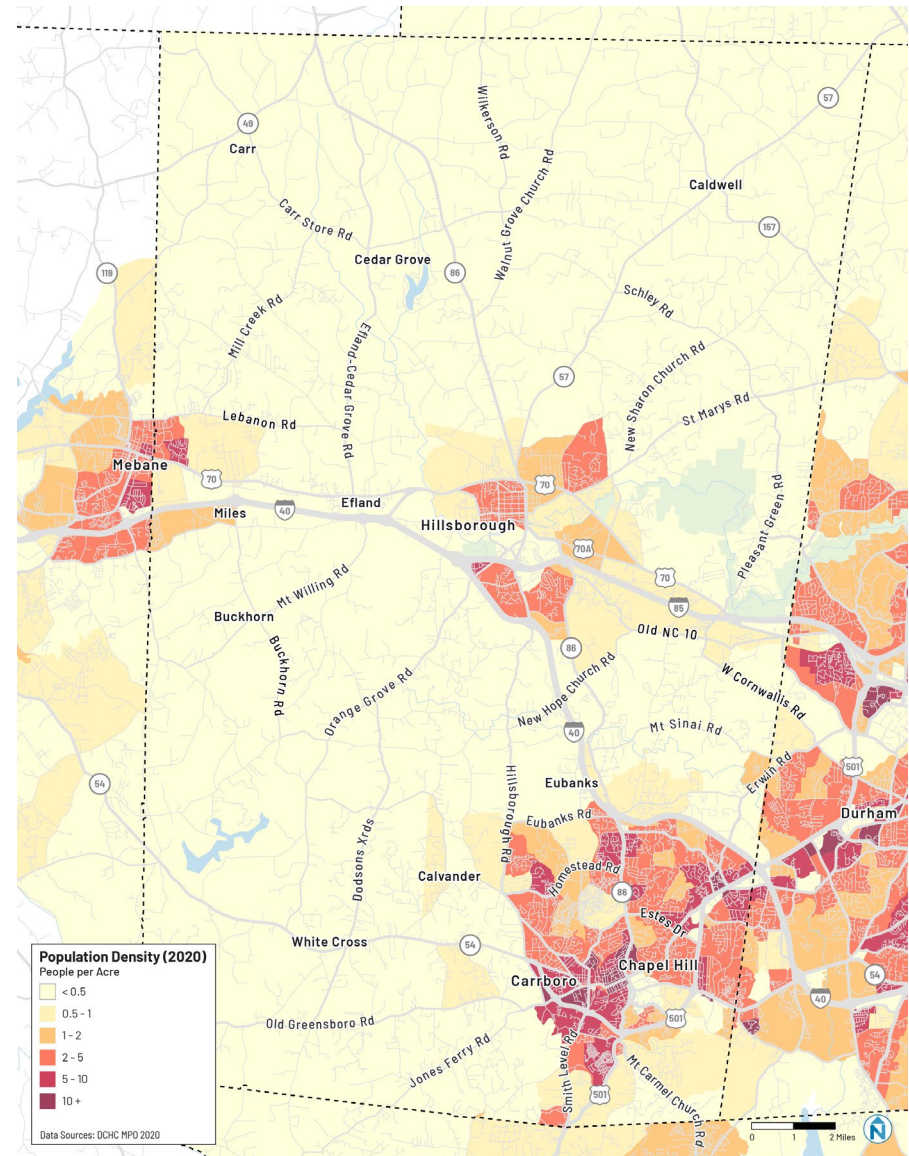 57
Wilkerson Rd
49
Carr
Walnut Grove Church Rd
Caldwell
Carr Store Rd
157
Cedar Grove
119
86
Schley Rd
Mill Creek Rd
Efland-Cedar Grove Rd
New Sharon Church Rd
57
St Marys Rd
Lebanon Rd
Mebane
70
70
Pleasant Green Rd
Efland
40
Miles
Hillsborough
70A
70
Mt Willing Rd
85
Buckhorn
Old NC 10
86
Buckhorn Rd
Orange Grove Rd
New Hope Church Rd
W Cornwallis Rd
40
Mt Sinai Rd
54
501
Erwin Rd
Eubanks
Hillsborough Rd
Eubanks Rd
Durham
Dodsons Xrds
Homestead Rd
Calvander
86
Estes Dr
White Cross
54
Chapel Hill
54
Carrboro
40
501
Old Greensboro Rd
Jones Ferry Rd
Smith Level Rd
Mt Carmel Church Rd
501
Population Density (2020)
People per Acre
< 0.5
0.5 - 1
1 - 2
2 - 5
5 - 10
10 +
Data Sources: DCHC MPO 2020
0 1 2 Miles
N